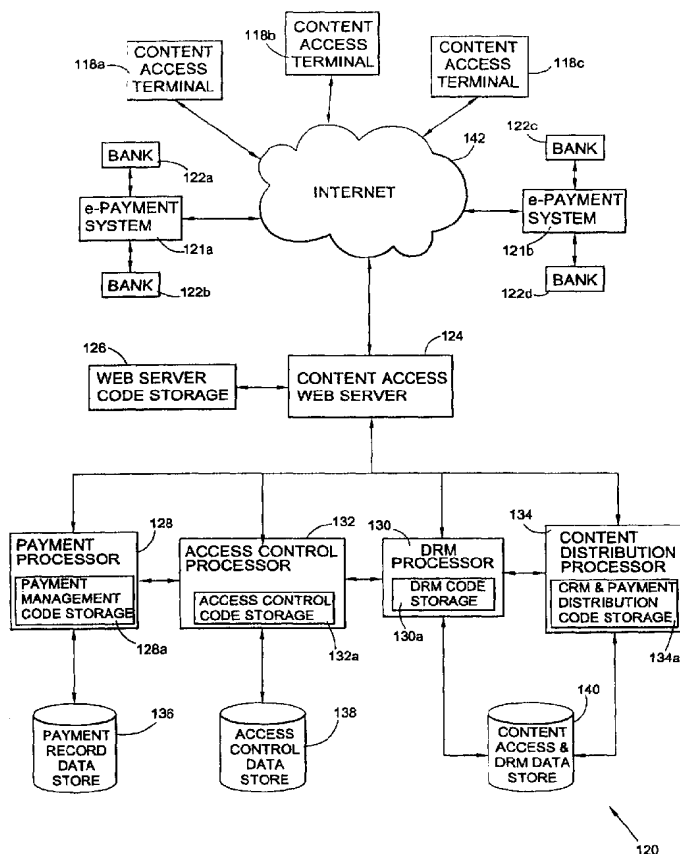 118a
CONTENT
ACCESS
TERMINAL
118b
CONTENT
ACCESS
TERMINAL
CONTENT
ACCESS
TERMINAL
118c
142
INTERNET
BANK
122a
e-PAYMENT
SYSTEM
121a
BANK
122b
122c
BANK
e-PAYMENT
SYSTEM
121b
BANK
122d
126
WEB SERVER
CODE STORAGE
124
CONTENT ACCESS
WEB SERVER
128
PAYMENT
PROCESSOR
PAYMENT
MANAGEMENT
CODE STORAGE
128a
132
ACCESS CONTROL
PROCESSOR
ACCESS CONTROL
CODE STORAGE
132a
130
DRM
PROCESSOR
DRM CODE
STORAGE
130a
134
CONTENT
DISTRIBUTION
PROCESSOR
CRM & PAYMENT
DISTRIBUTION
CODE STORAGE
134a
136
PAYMENT
RECORD DATA
STORE
138
ACCESS
CONTROL
DATA
STORE
140
CONTENT
ACCESS &
DRM DATA
STORE
120